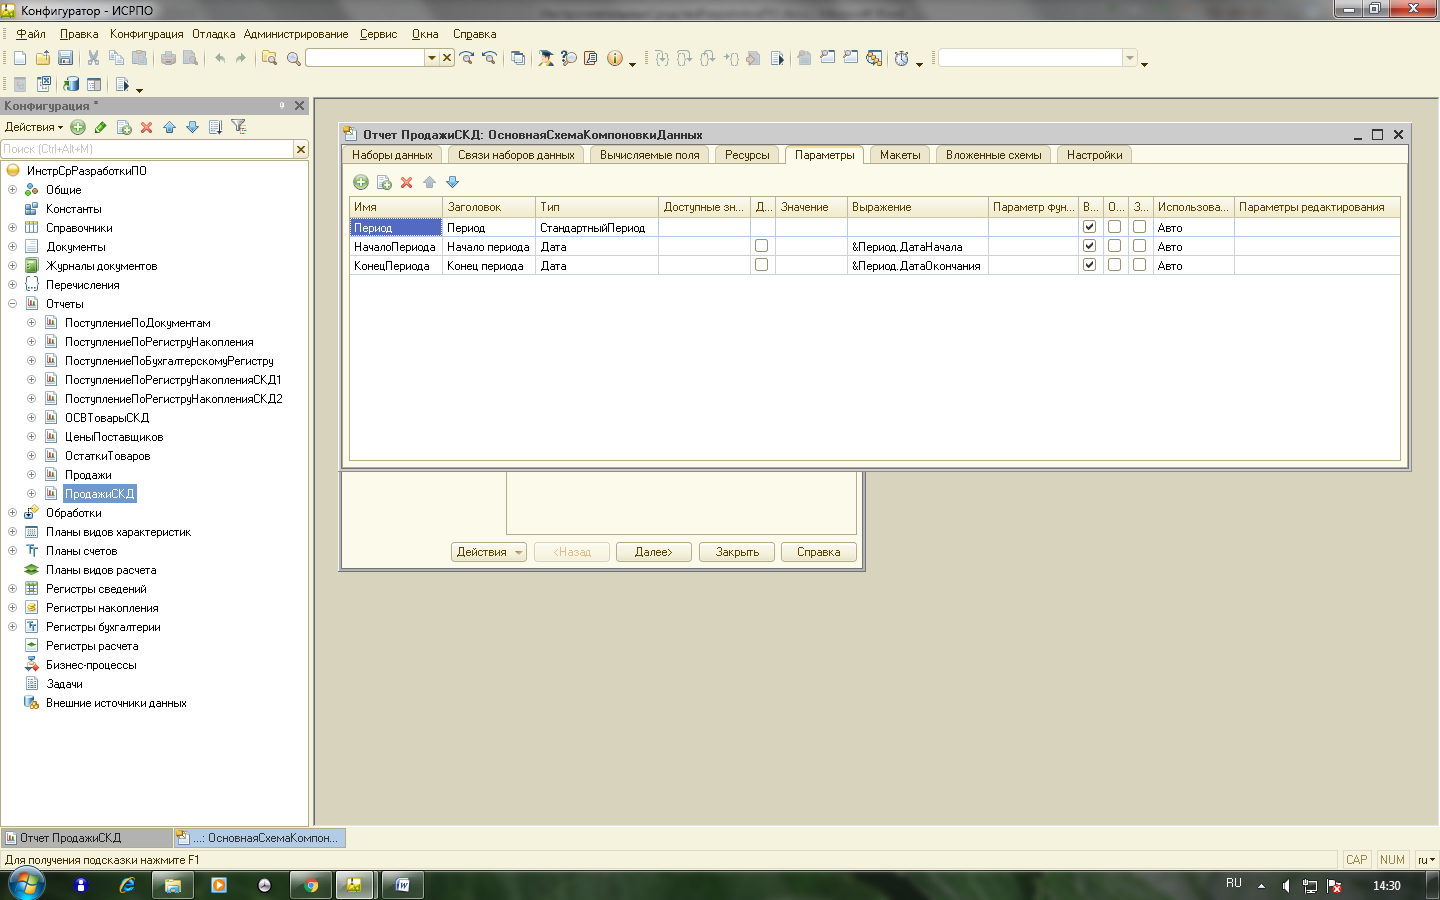 Конфигуратор - ИСРПО
Файл Правка Конфигурация Отладка Администрирование Сервис Окна Справка
Конфигурация *
Действия
Поиск (Ctrl+Alt+M)
ИнстрСрРазработкиПО
Общие
Константы
Справочники
Документы
Журналы документов
Перечисления
Отчеты
ПоступлениеПоДокументам
ПоступлениеПоРегиструНакопления
ПоступлениеПоБухгалтерскомуРегистру
ПоступлениеПоРегиструНакопленияСКД1
ПоступлениеПоРегиструНакопленияСКД2
ОСВТоварыСКД
ЦеныПоставщиков
ОстаткиТоваров
Продажи
ПродажиСКД
Обработки
Планы видов характеристик
Планы счетов
Планы видов расчета
Регистры сведений
Регистры накопления
Регистры бухгалтерии
Регистры расчета
Бизнес-процессы
Задачи
Внешние источники данных
Отчет ПродажиСКД: ОсновнаяСхемаКомпоновкиДанных
Наборы данных Связи наборов данных Вычисляемые поля Ресурсы Параметры Макеты Вложенные схемы Настройки
Имя Заголовок Тип Доступные зн... Д... Значение Выражение Параметр фун... В... О... З... Использова... Параметры редактирования
Период Период СтандартныйПериод Авто
НачалоПериода Начало периода Дата &Период.ДатаНачала Авто
КонецПериода Конец периода Дата &Период.ДатаОкончания Авто
Действия <Назад Далее> Закрыть Справка
Отчет ПродажиСКД ...: ОсновнаяСхемаКомпон...
Для получения подсказки нажмите F1 CAP NUM ru
RU 14:30